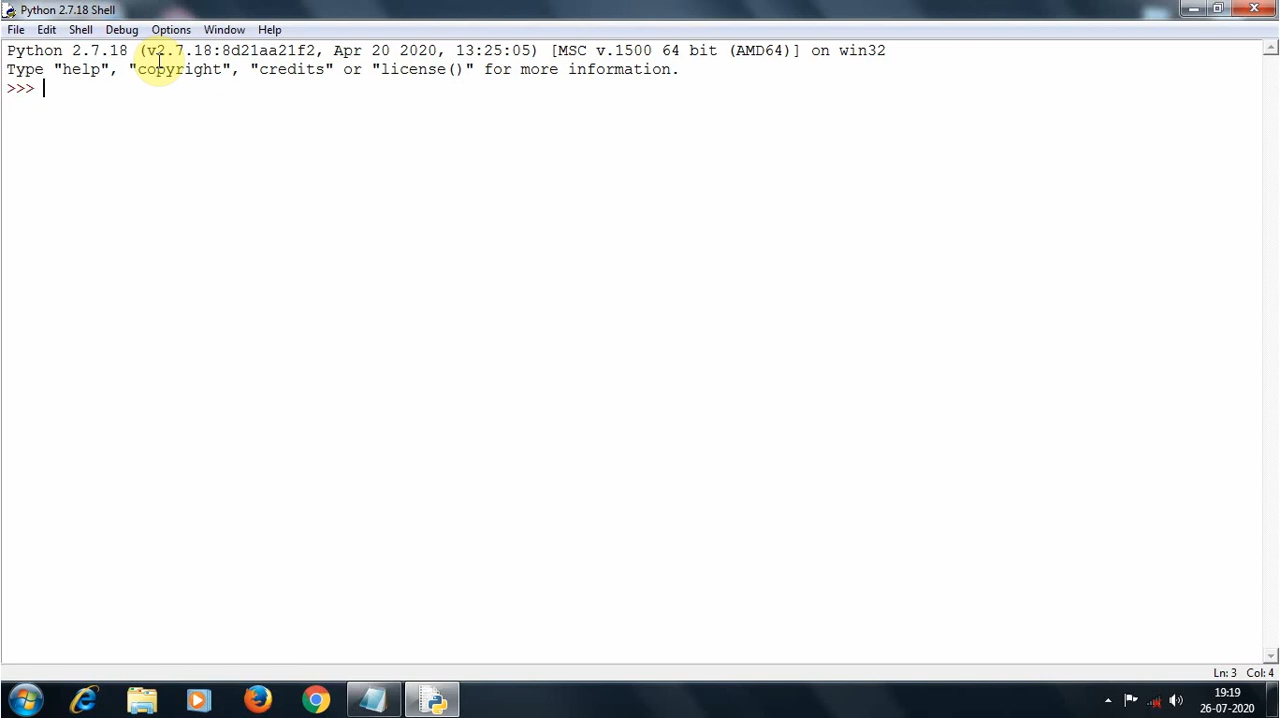 Python 2.7.18 Shell
File Edit Shell Debug Options Window Help
Python 2.7.18 (v2.7.18:8d21aa21f2, Apr 20 2020, 13:25:05) [MSC v.1500 64 bit (AMD64)] on win32
Type "help", "copyright", "credits" or "license()" for more information.
>>>
Ln: 3 Col: 4
19:19
26-07-2020